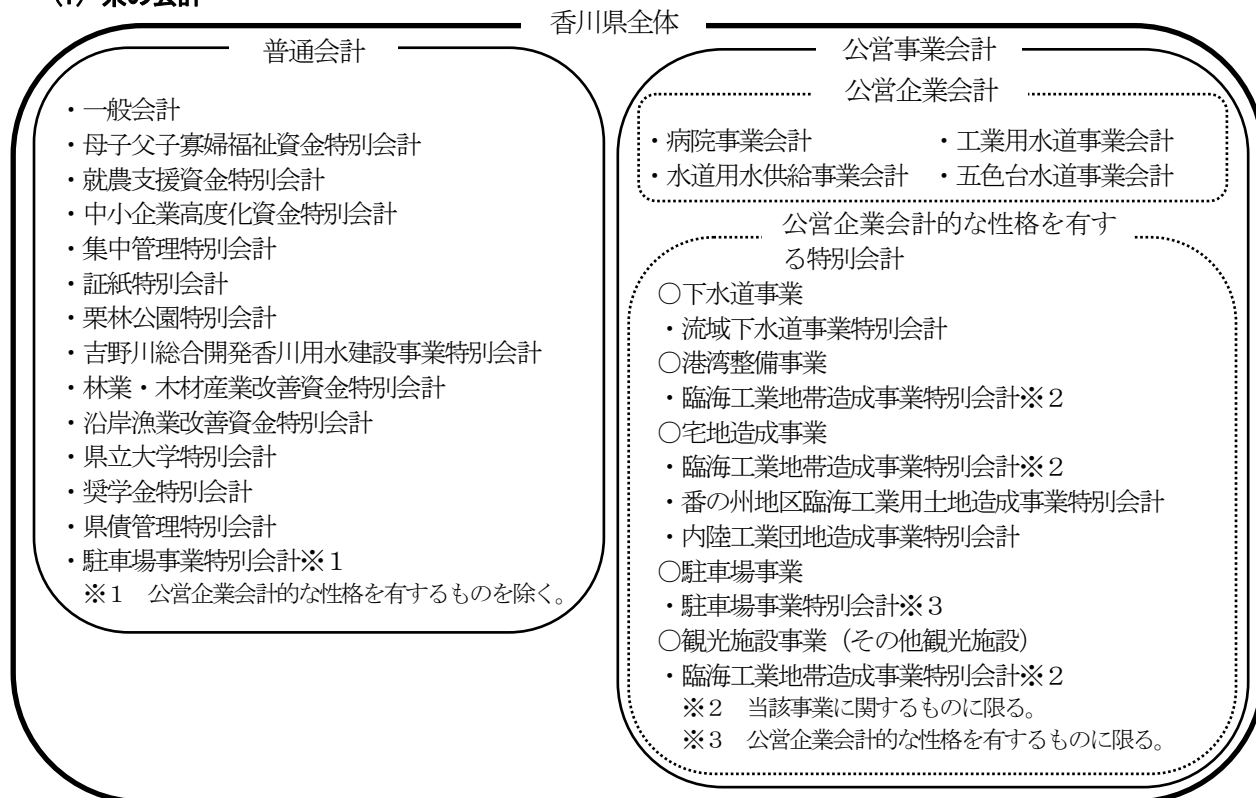 香川県全体
普通会計
・一般会計
・母子父子寡婦福祉資金特別会計
・就農支援資金特別会計
・中小企業高度化資金特別会計
・集中管理特別会計
・証紙特別会計
・栗林公園特別会計
・吉野川総合開発香川用水建設事業特別会計
・林業・木材産業改善資金特別会計
・沿岸漁業改善資金特別会計
・県立大学特別会計
・奨学金特別会計
・県債管理特別会計
・駐車場事業特別会計※1
※1 公営企業会計的な性格を有するものを除く。
公営事業会計
公営企業会計
・病院事業会計 ・工業用水道事業会計
・水道用水供給事業会計 ・五色台水道事業会計
公営企業会計的な性格を有す
る特別会計
○下水道事業
・流域下水道事業特別会計
○港湾整備事業
・臨海工業地帯造成事業特別会計※2
○宅地造成事業
・臨海工業地帯造成事業特別会計※2
・番の州地区臨海工業用土地造成事業特別会計
・内陸工業団地造成事業特別会計
○駐車場事業
・駐車場事業特別会計※3
○観光施設事業（その他観光施設）
・臨海工業地帯造成事業特別会計※2
※2 当該事業に関するものに限る。
※3 公営企業会計的な性格を有するものに限る。